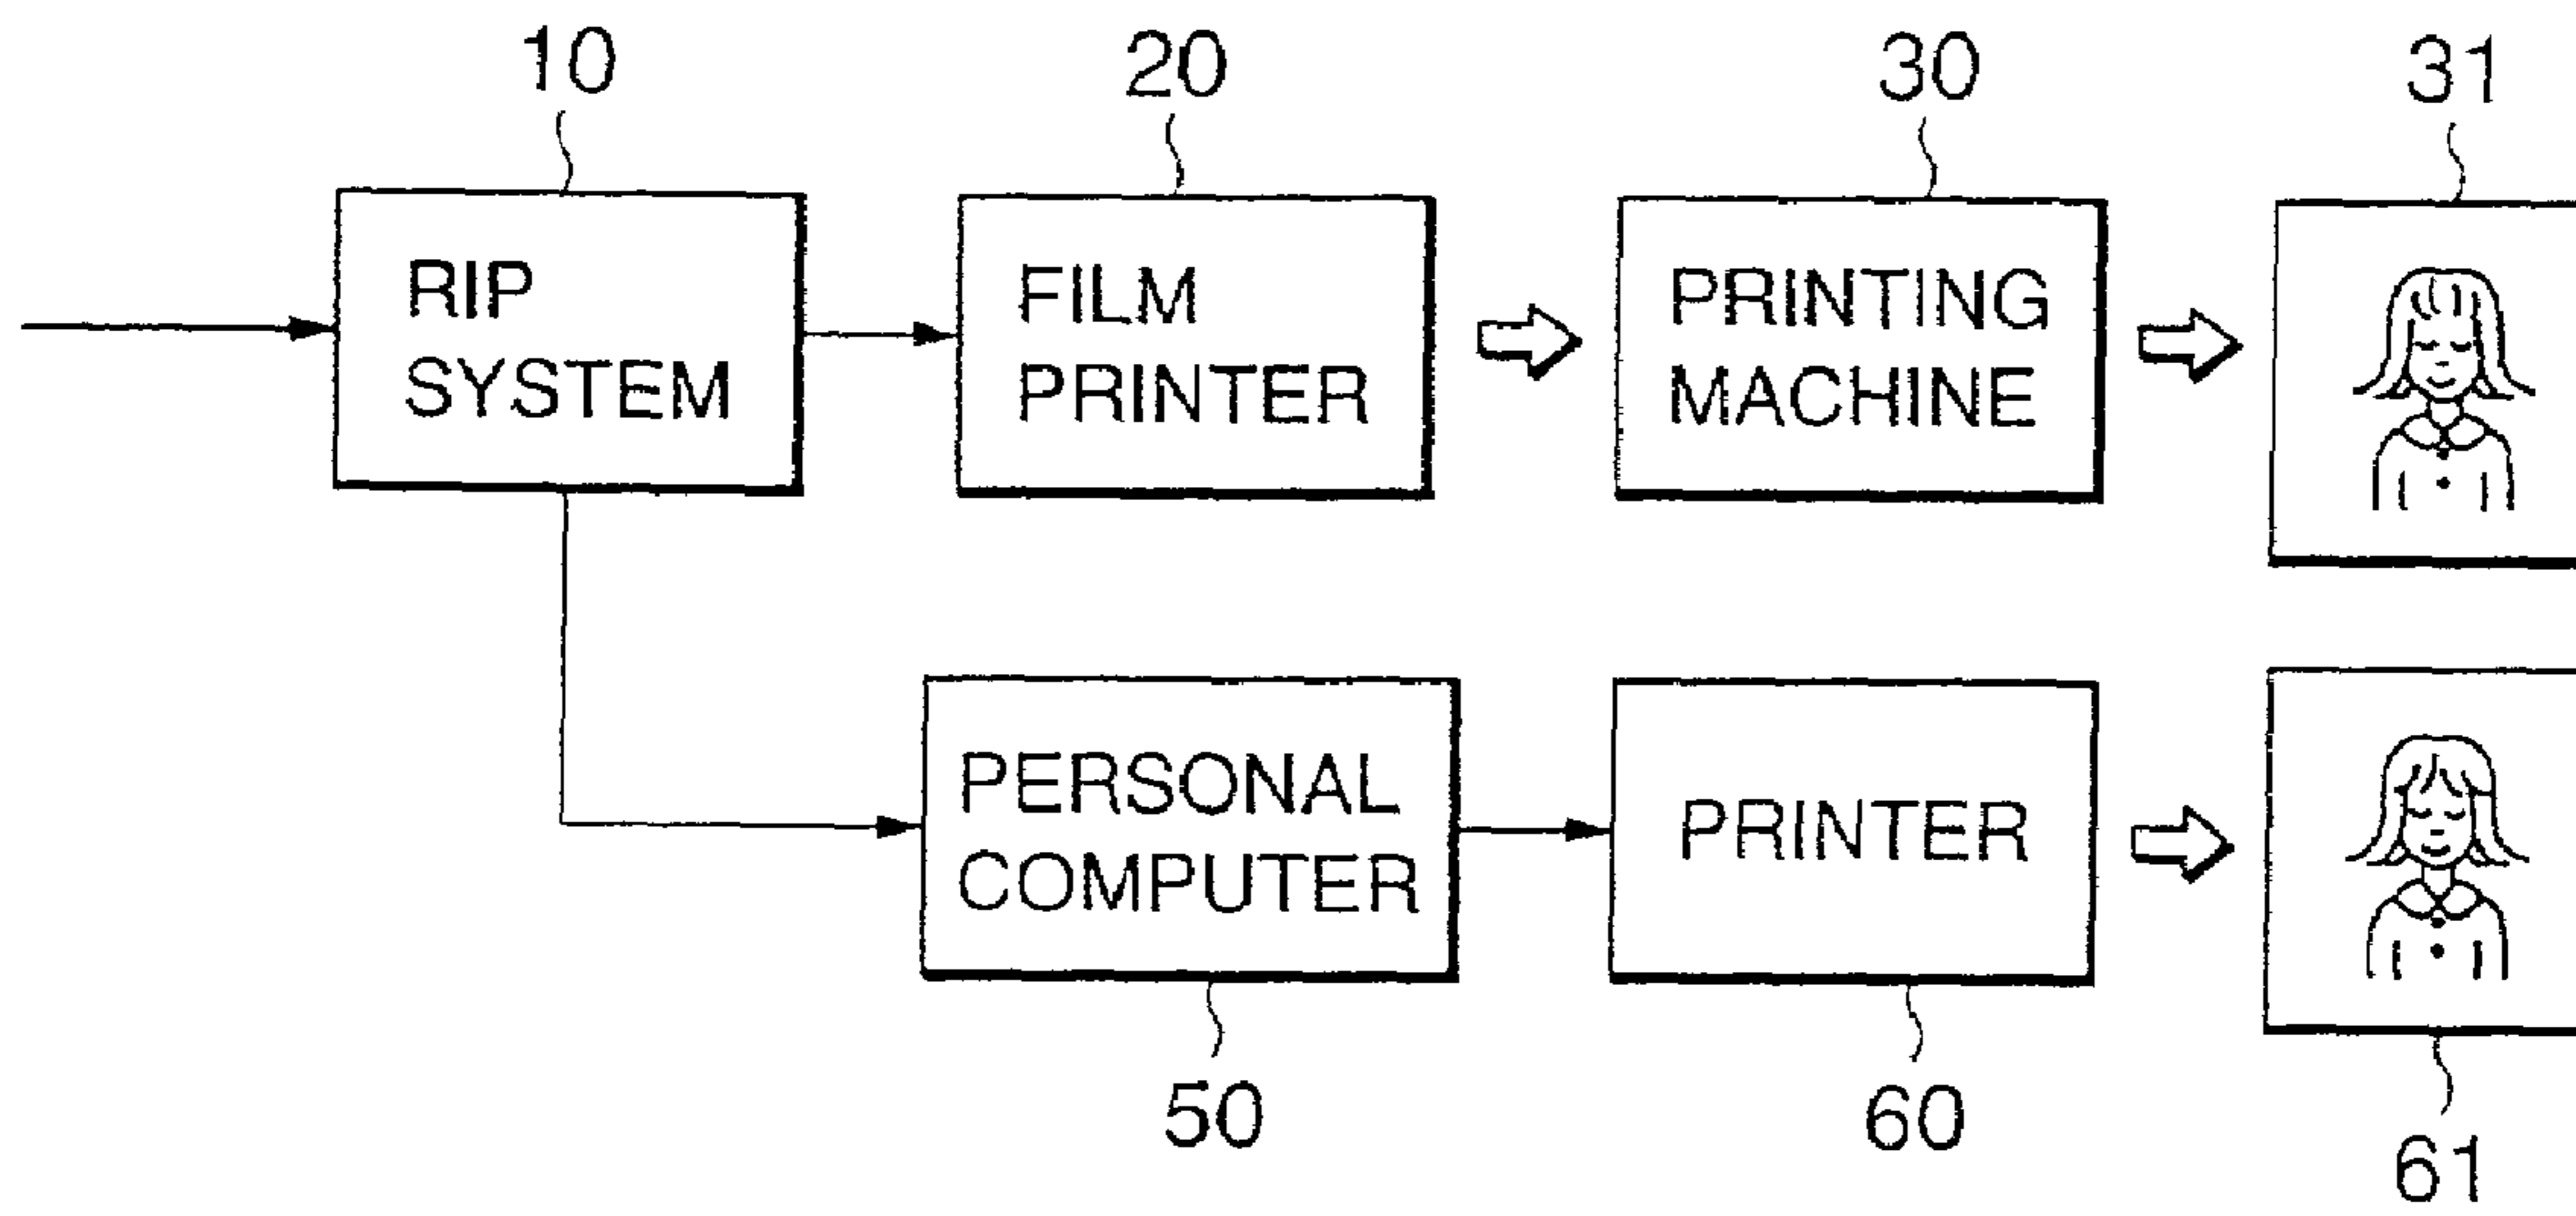 10
20
30
31
RIP
SYSTEM
FILM
PRINTER
PRINTING
MACHINE
PERSONAL
COMPUTER
PRINTER
50
60
61